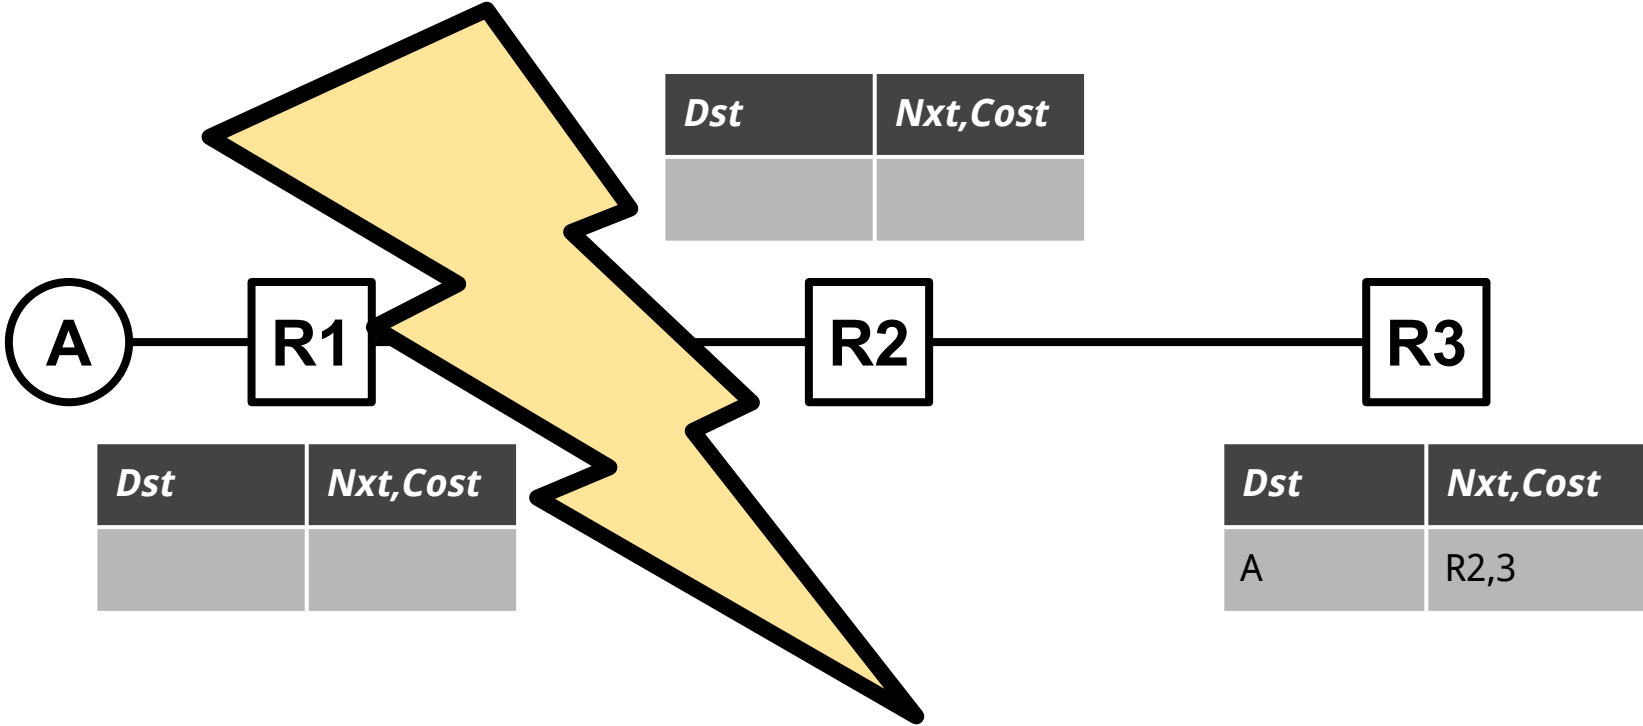 Dst Nxt,Cost
A R1 R2 R3
Dst Nxt,Cost
Dst Nxt,Cost
A R2,3